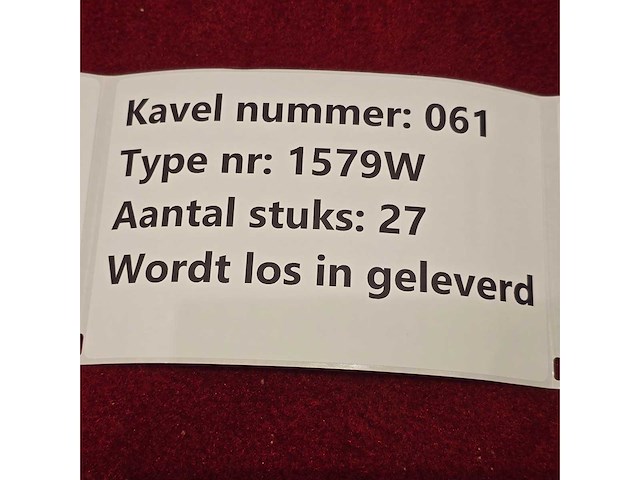 Kavel nummer: 061
Type nr: 1579W
Aantal stuks: 27
Wordt los in geleverd